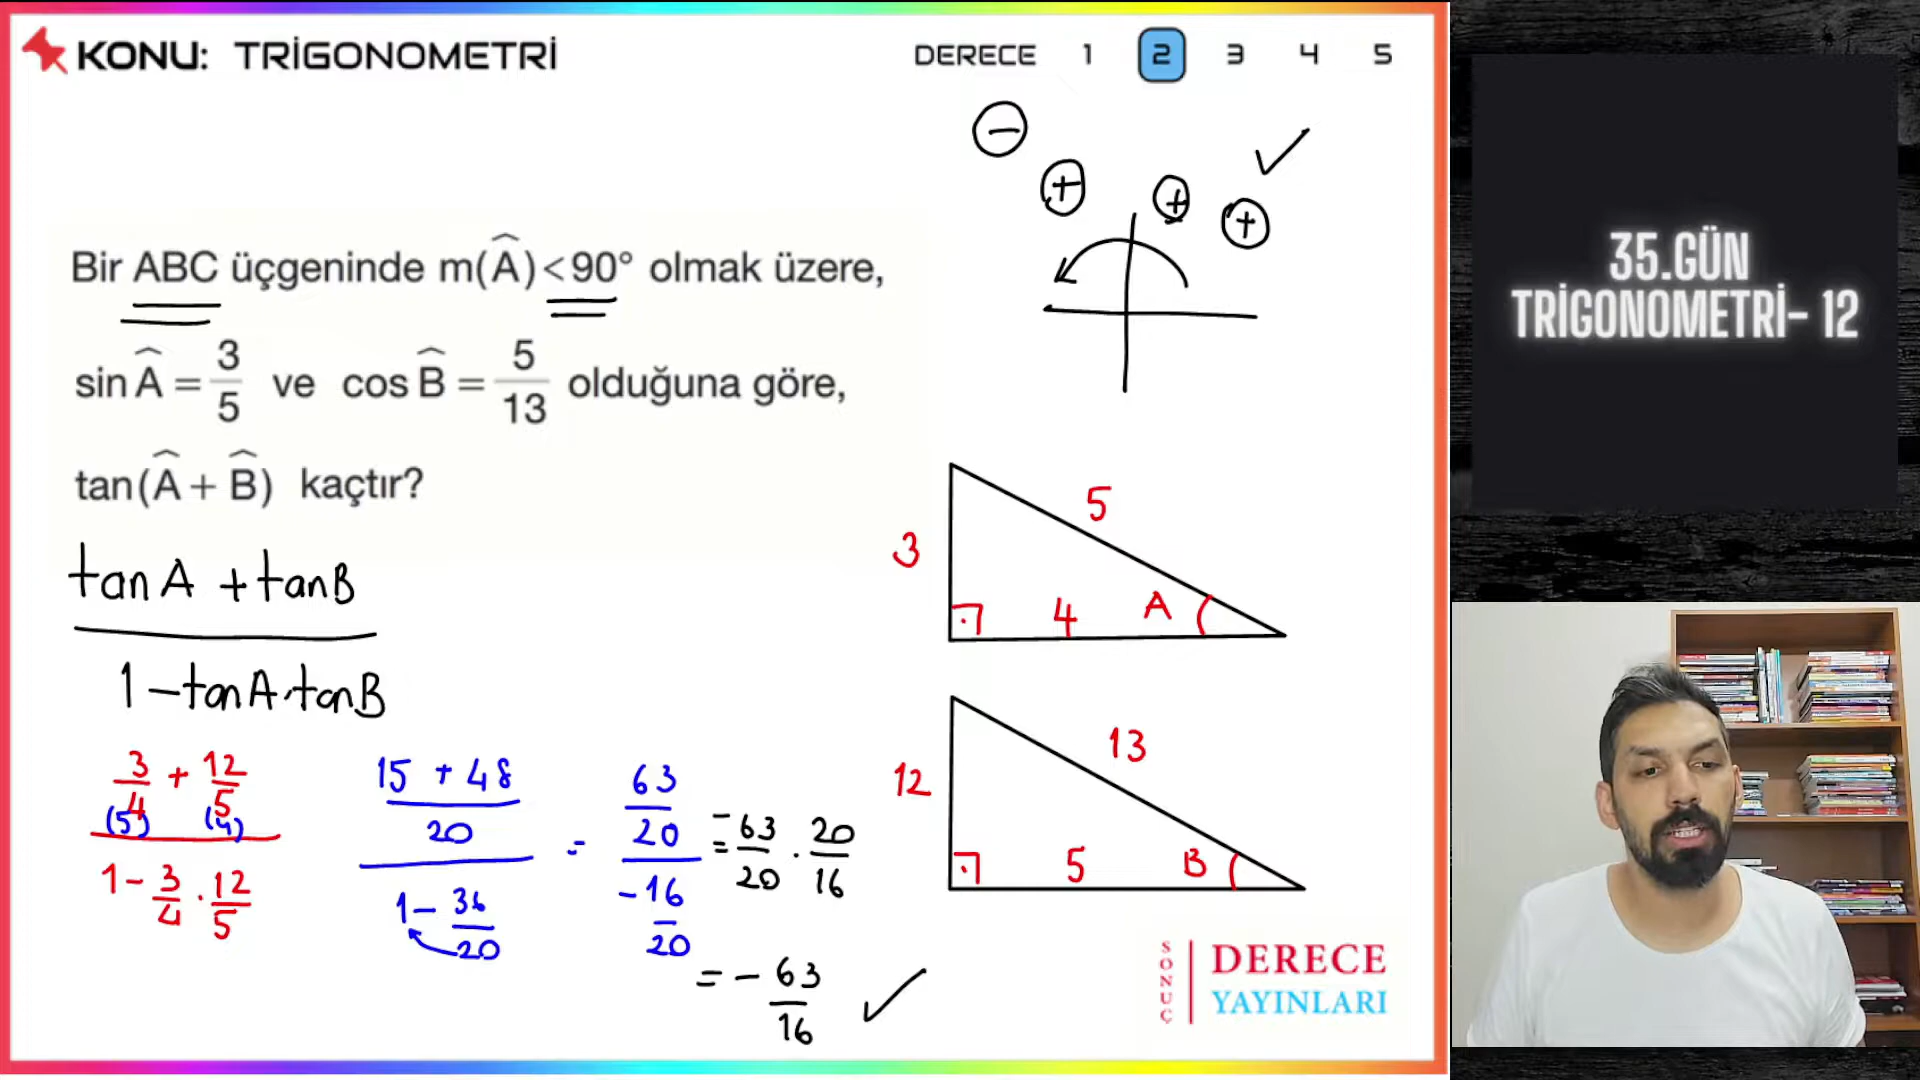 KONU: TRİGONOMETRİ
DERECE 1 2 3 4 5
− + + +
Bir ABC üçgeninde m(Â) < 90° olmak üzere,
sin Â = 3/5 ve cos B̂ = 5/13 olduğuna göre,
tan(Â + B̂) kaçtır?
tanA + tanB
1 − tanA · tanB
3/4 + 12/5
(5) (4)
1 − 3/4 · 12/5
15 + 48
20
1 − 36/20
= 63/20
−16/20
= −63/20 · 20/16
= − 63/16
3
5
4
A
12
13
5
B
SONUÇ
DERECE
YAYINLARI
35.GÜN
TRİGONOMETRİ- 12